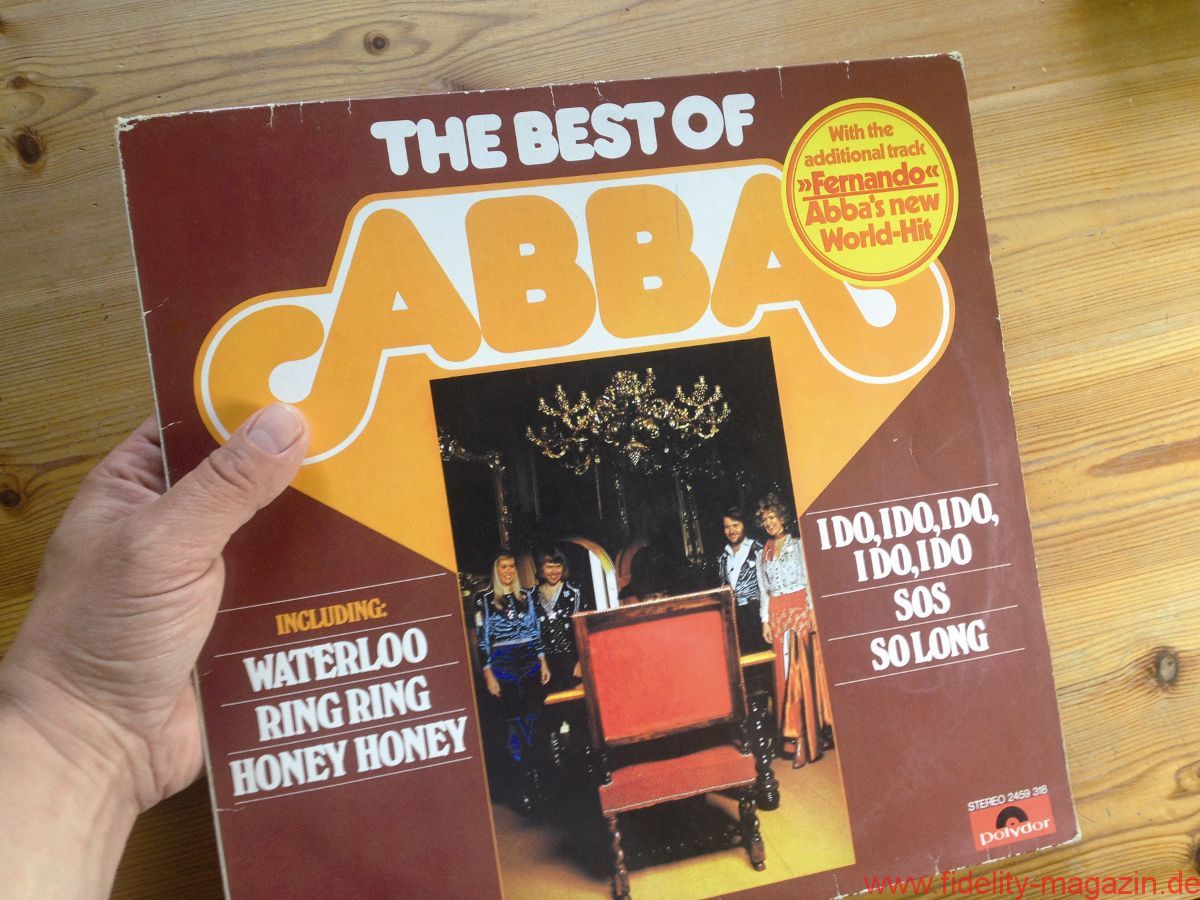 THE BEST OF
ABBA
With the
additional track
»Fernando«
Abba's new
World-Hit
INCLUDING:
WATERLOO
RING RING
HONEY HONEY
I DO, I DO, I DO,
I DO, I DO
SOS
SO LONG
STEREO 2459 318
polydor
www.fidelity-magazin.de